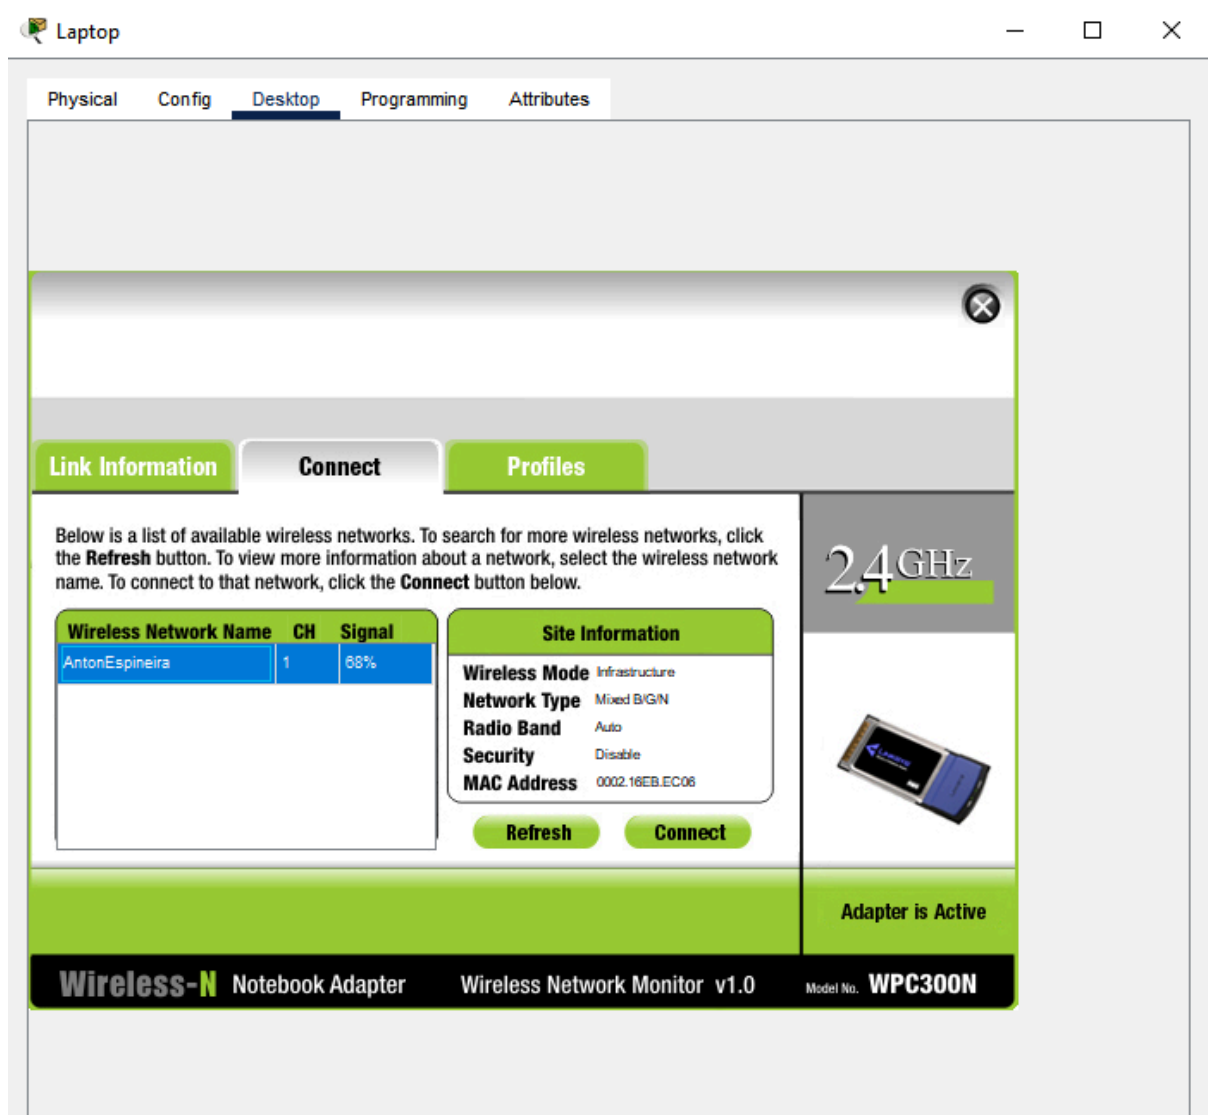 Laptop
Physical Config Desktop Programming Attributes
Link Information Connect Profiles
Below is a list of available wireless networks. To search for more wireless networks, click
the Refresh button. To view more information about a network, select the wireless network
name. To connect to that network, click the Connect button below.
2.4 GHz
Wireless Network Name CH Signal
AntonEspineira 1 68%
Site Information
Wireless Mode Infrastructure
Network Type Mixed B/G/N
Radio Band Auto
Security Disable
MAC Address 0002.16EB.EC06
Refresh Connect
Adapter is Active
Wireless-N Notebook Adapter Wireless Network Monitor v1.0 Model No. WPC300N